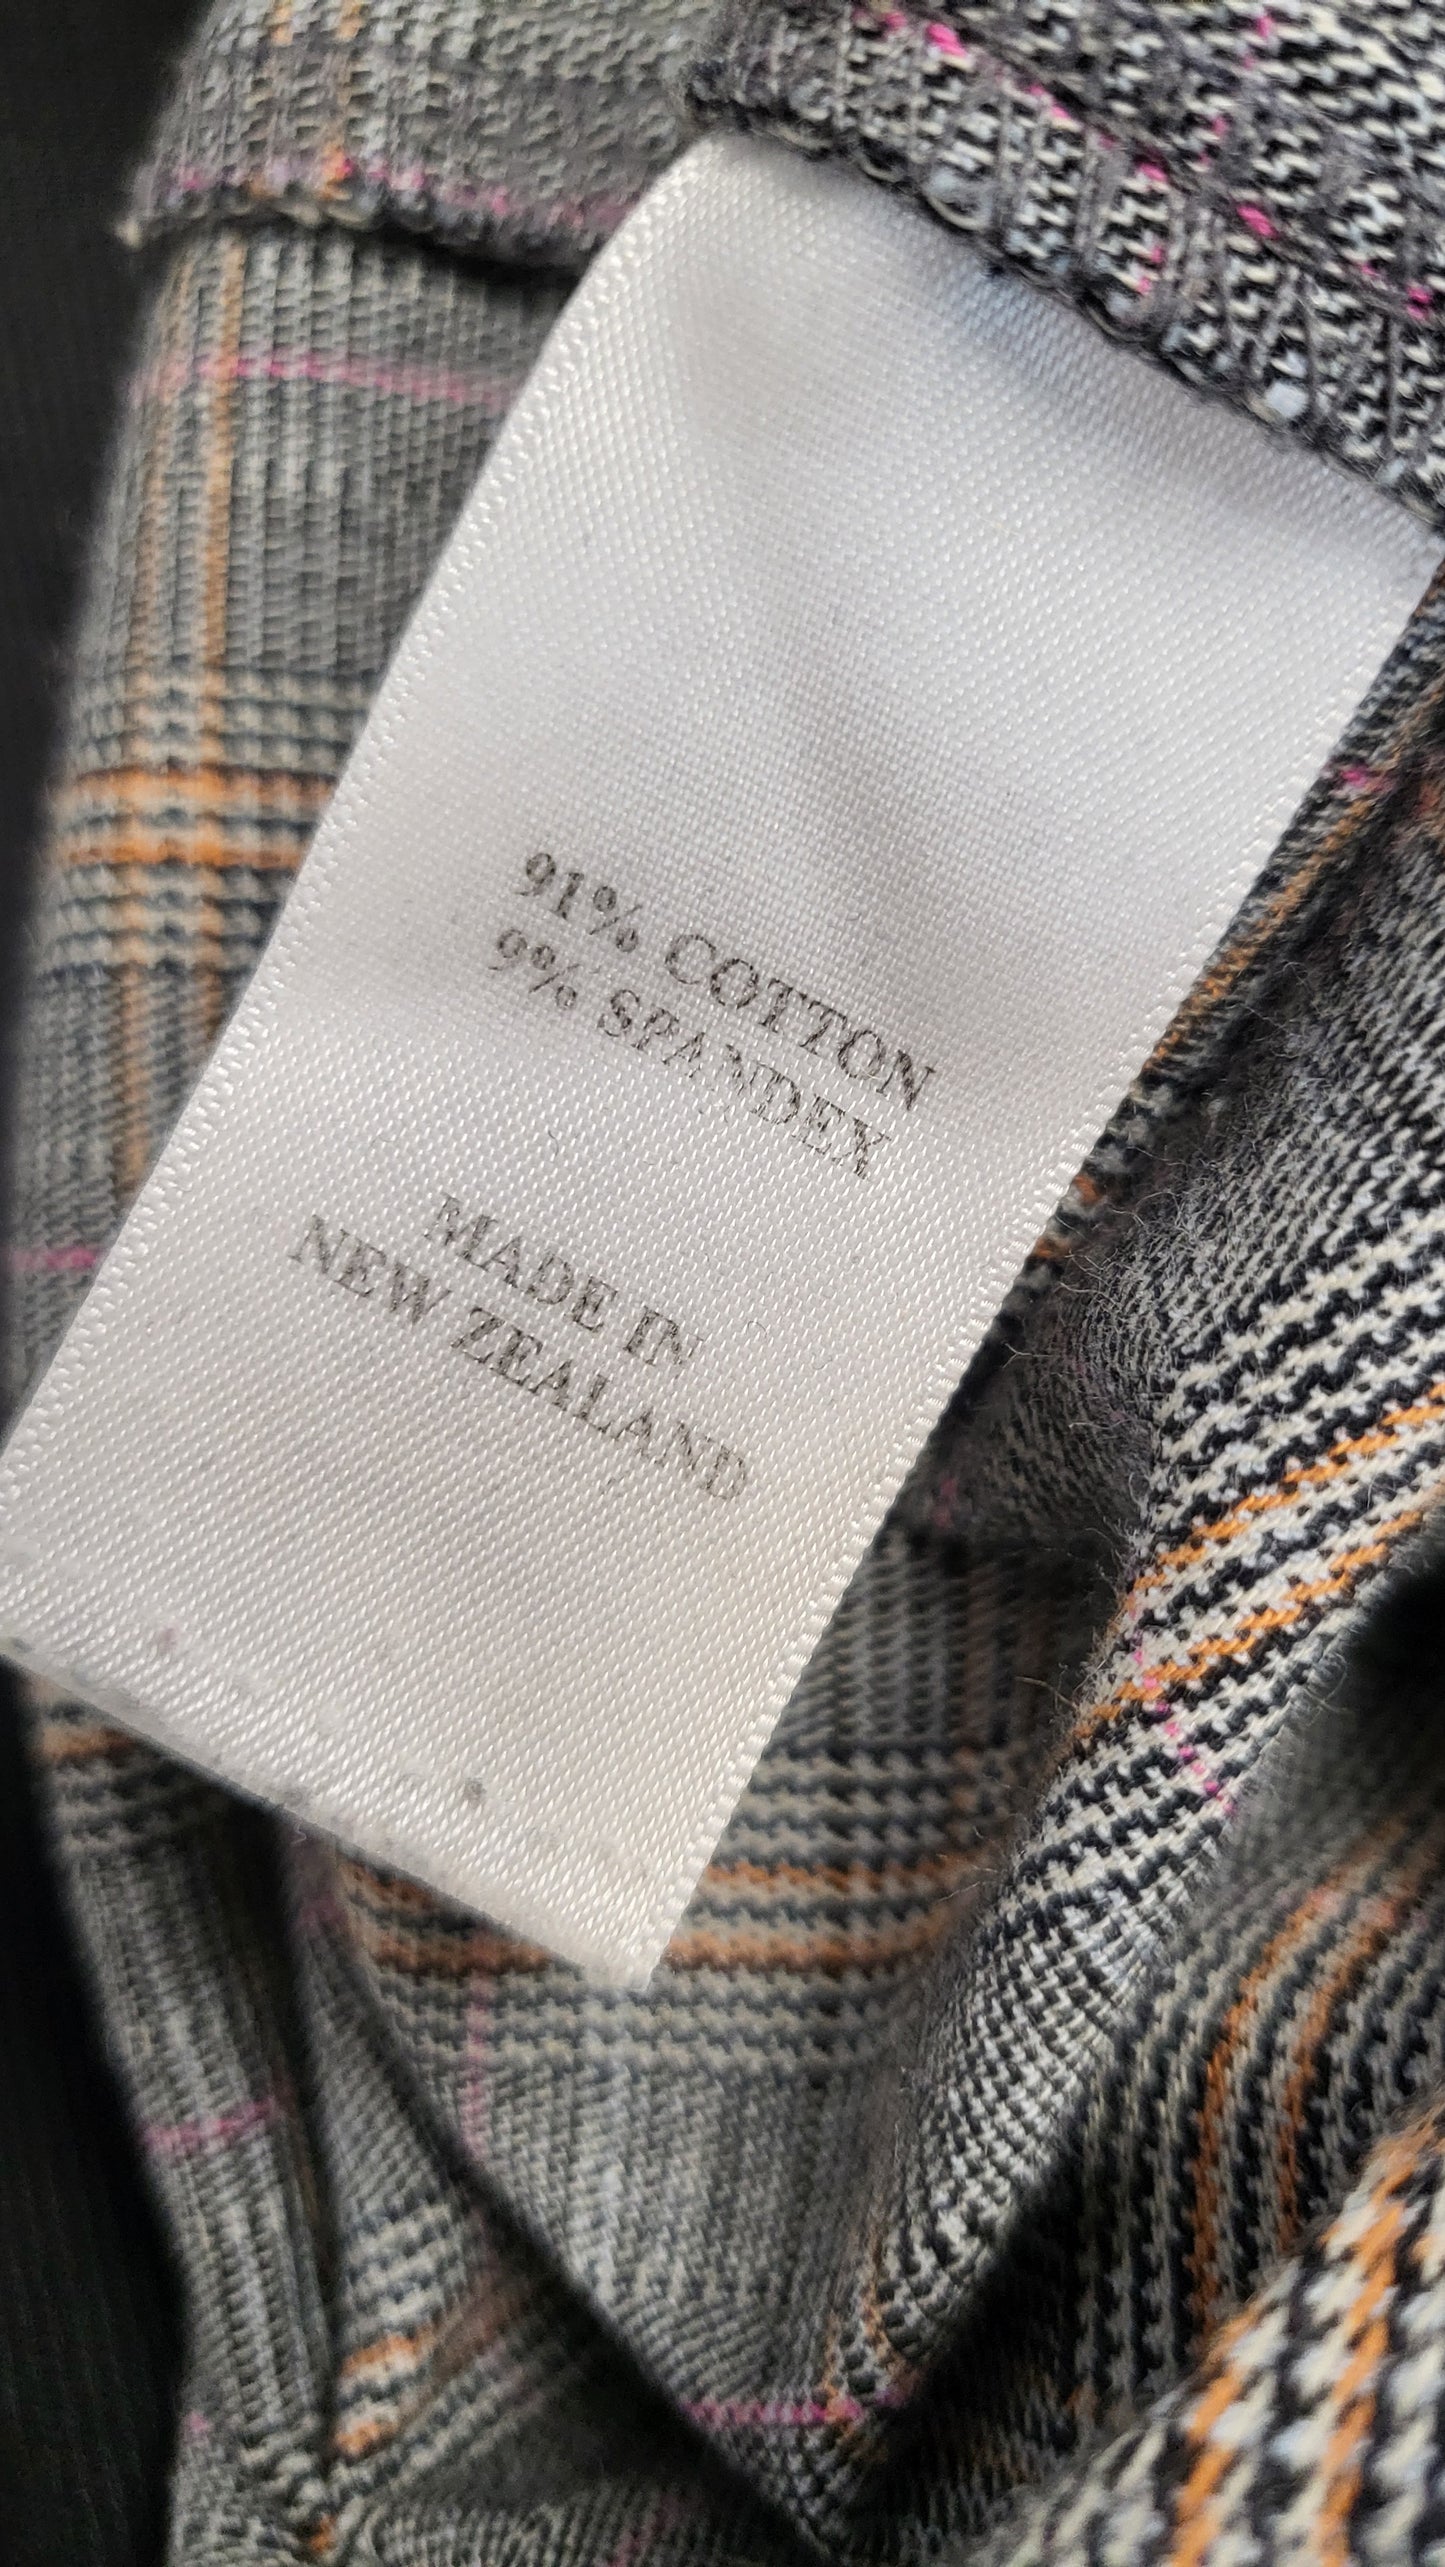 91% COTTON
9% SPANDEX
MADE IN
NEW ZEALAND